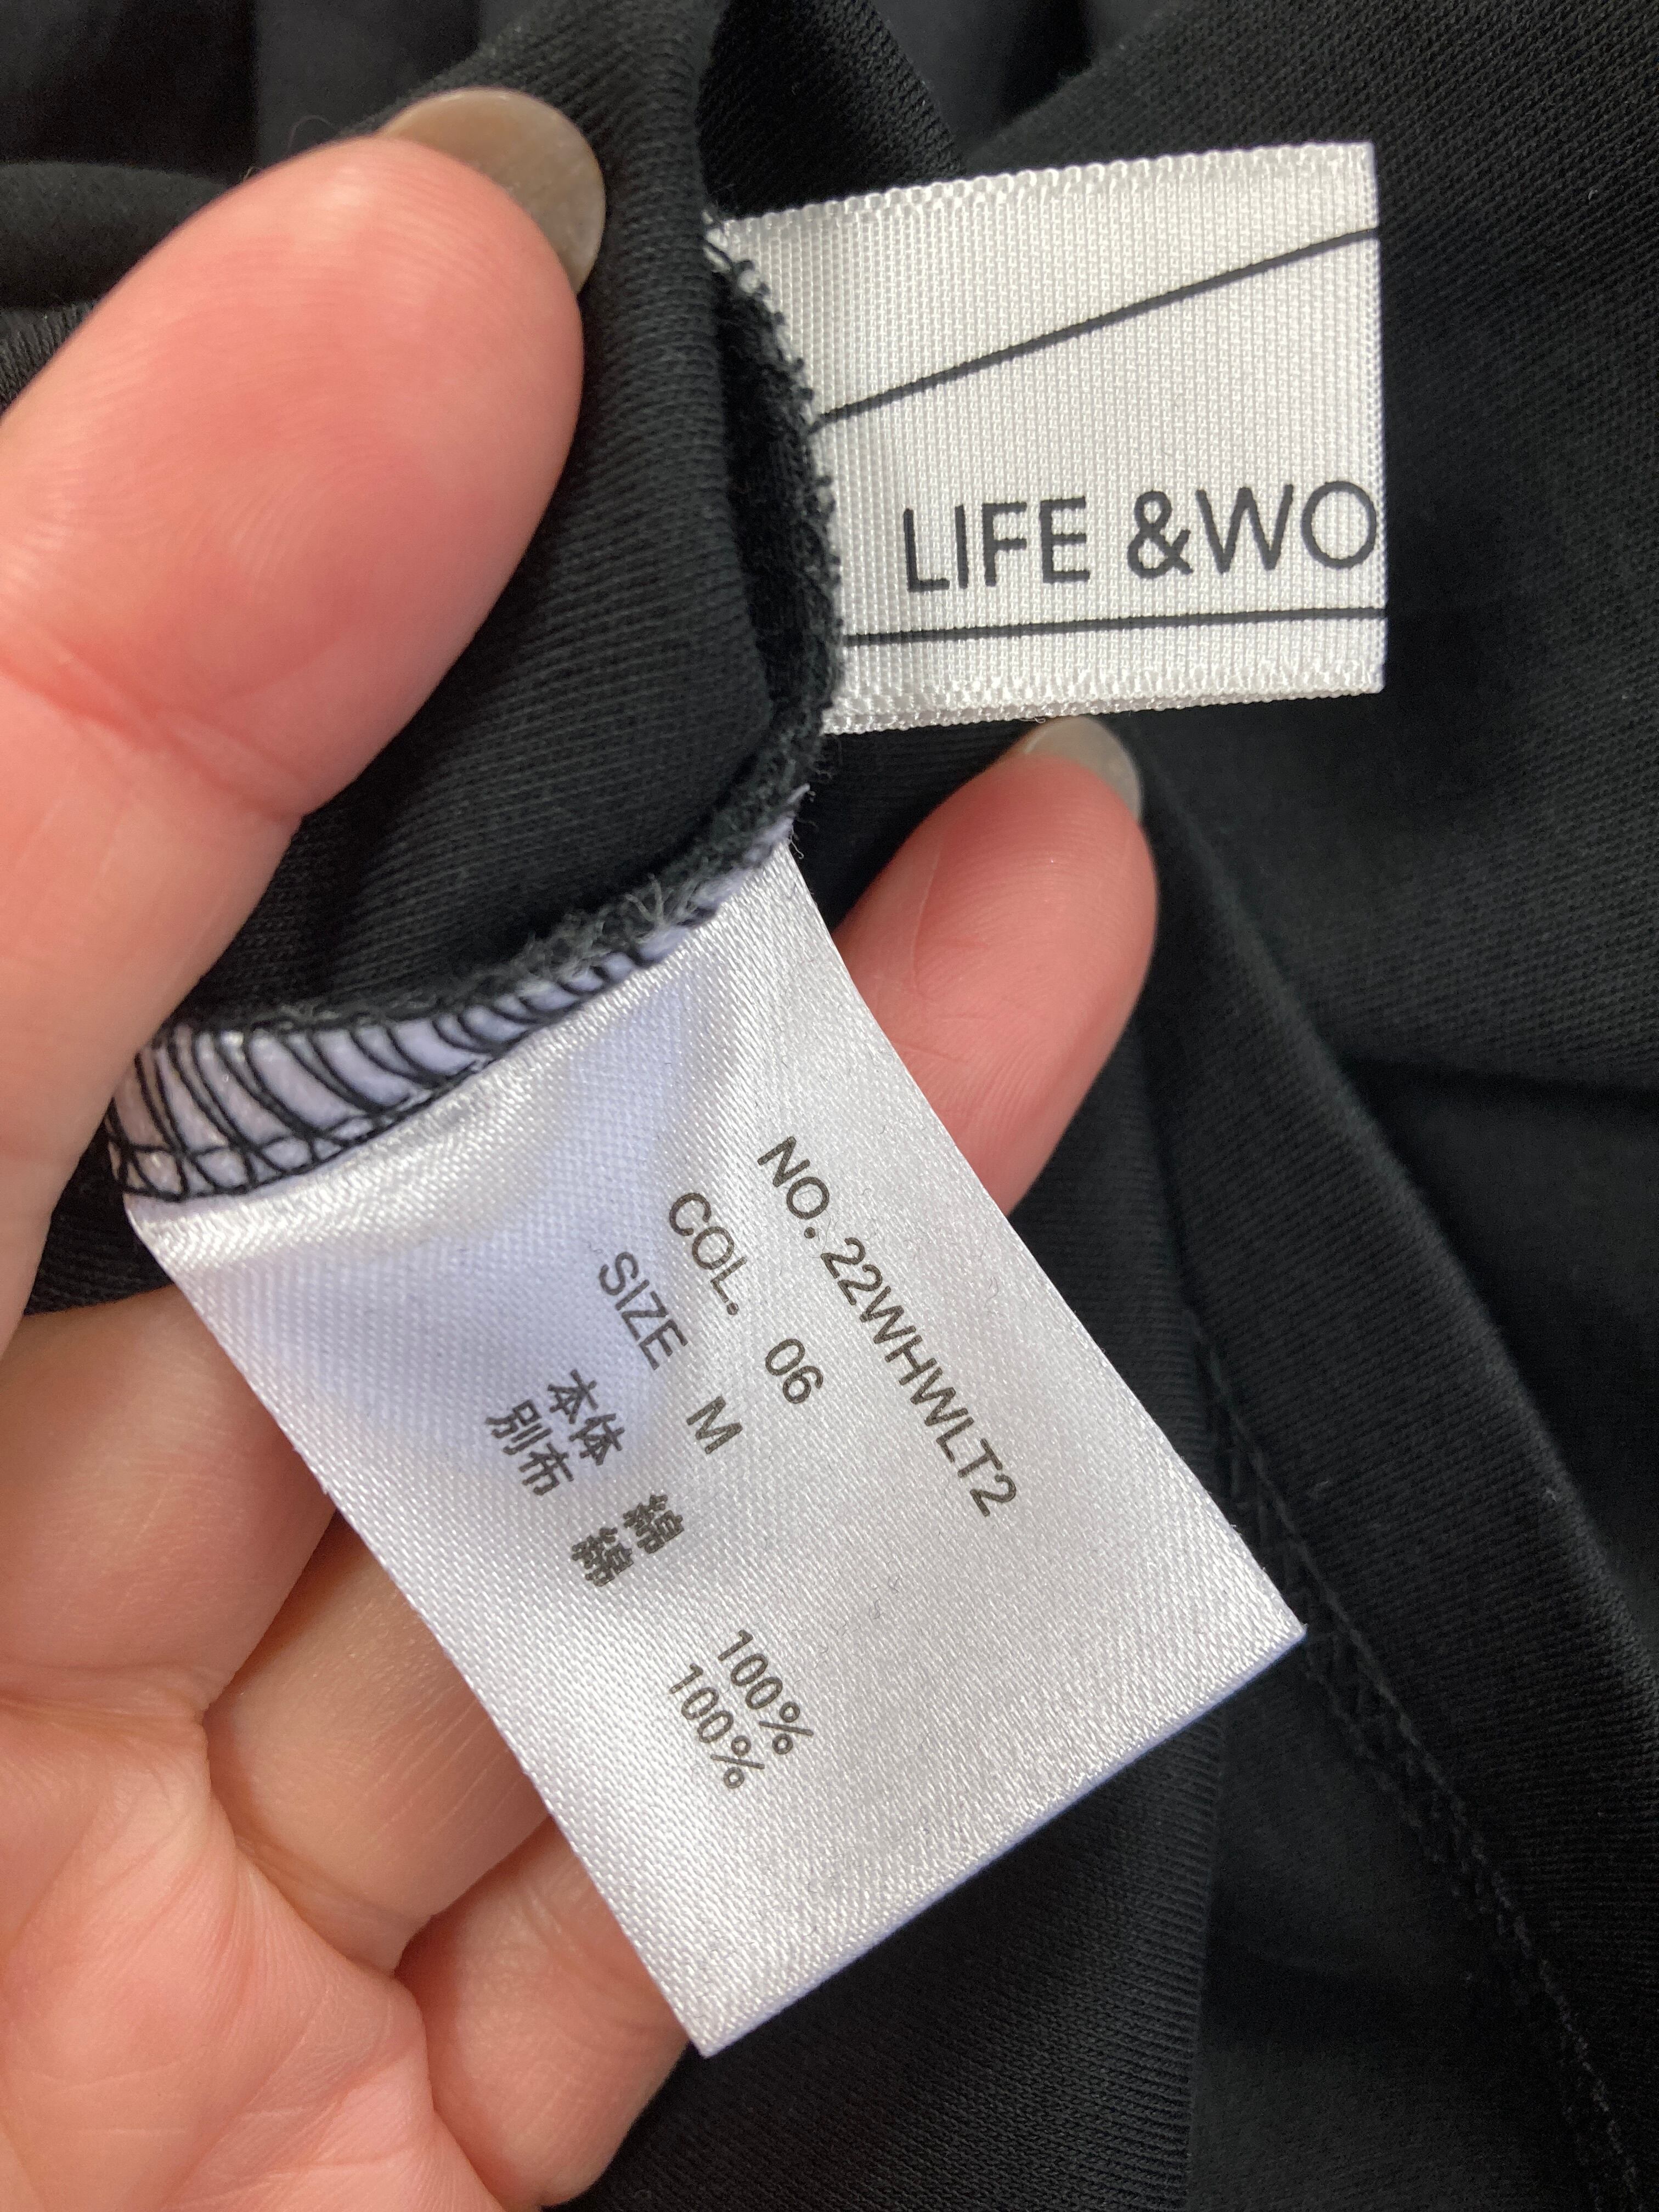 LIFE &WO
NO. 22WHWLT2
COL. 06
SIZE M
本体 綿 100%
別布 綿 100%